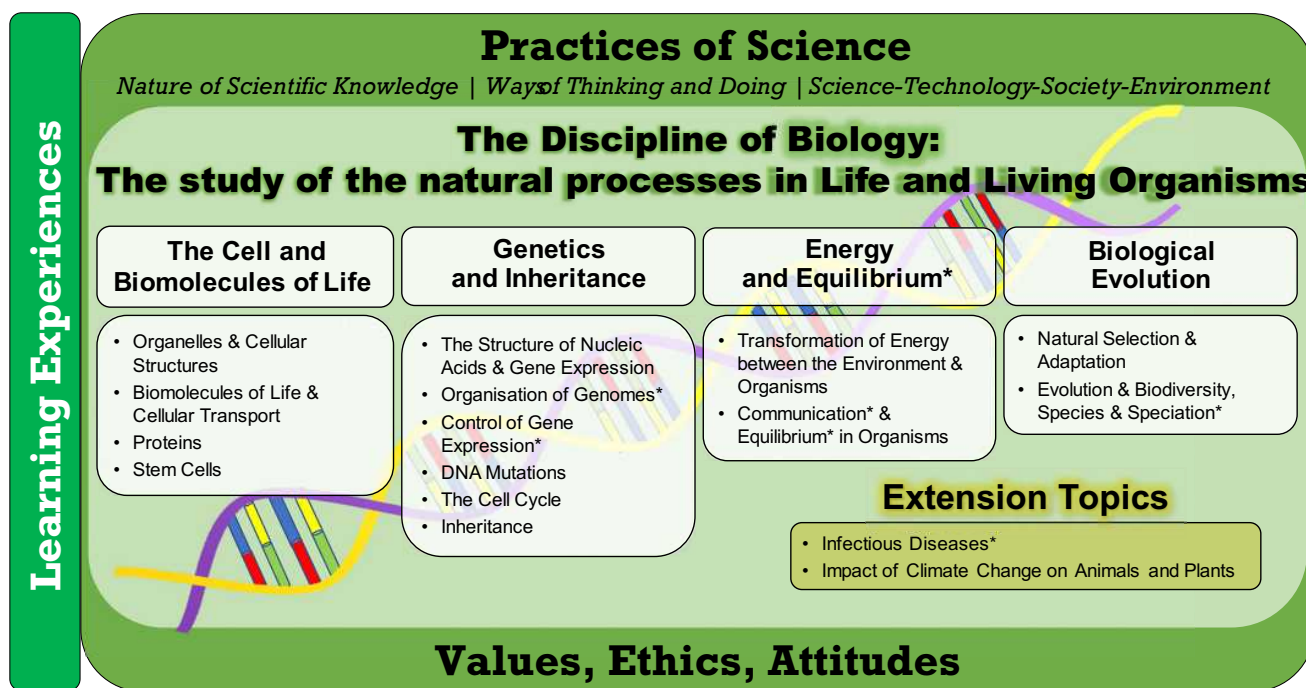 Learning Experiences
Practices of Science
Nature of Scientific Knowledge | Ways of Thinking and Doing | Science-Technology-Society-Environment
The Discipline of Biology:
The study of the natural processes in Life and Living Organisms
The Cell and
Biomolecules of Life
• Organelles & Cellular
Structures
• Biomolecules of Life &
Cellular Transport
• Proteins
• Stem Cells
Genetics
and Inheritance
• The Structure of Nucleic
Acids & Gene Expression
• Organisation of Genomes*
• Control of Gene
Expression*
• DNA Mutations
• The Cell Cycle
• Inheritance
Energy
and Equilibrium*
• Transformation of Energy
between the Environment &
Organisms
• Communication* &
Equilibrium* in Organisms
Biological
Evolution
• Natural Selection &
Adaptation
• Evolution & Biodiversity,
Species & Speciation*
Extension Topics
• Infectious Diseases*
• Impact of Climate Change on Animals and Plants
Values, Ethics, Attitudes